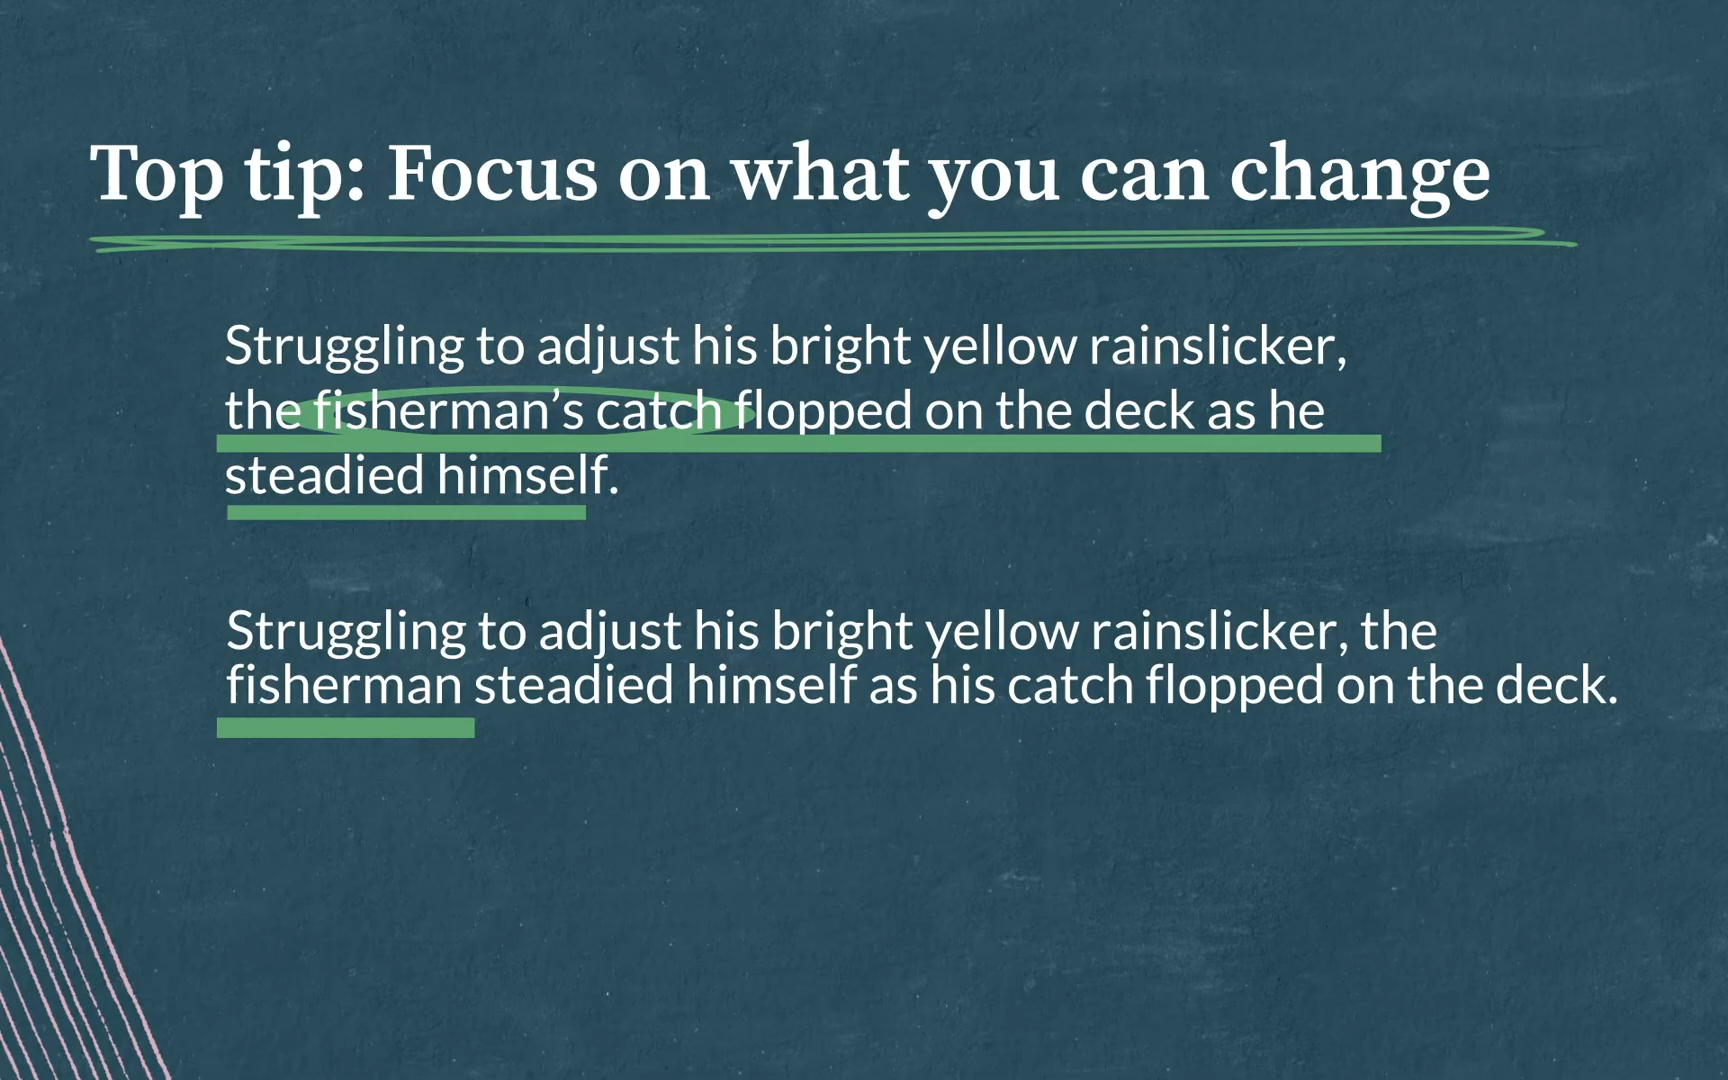 Top tip: Focus on what you can change
Struggling to adjust his bright yellow rainslicker,
the fisherman’s catch flopped on the deck as he
steadied himself.
Struggling to adjust his bright yellow rainslicker, the
fisherman steadied himself as his catch flopped on the deck.